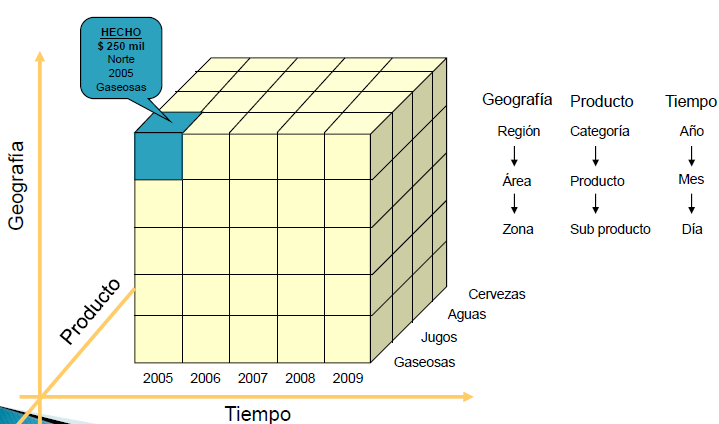 HECHO
$ 250 mil
Norte
2005
Gaseosas
Geografía
Producto
Tiempo
2005 2006 2007 2008 2009
Gaseosas
Jugos
Aguas
Cervezas
Geografía Producto Tiempo
Región Categoría Año
Área Producto Mes
Zona Sub producto Día